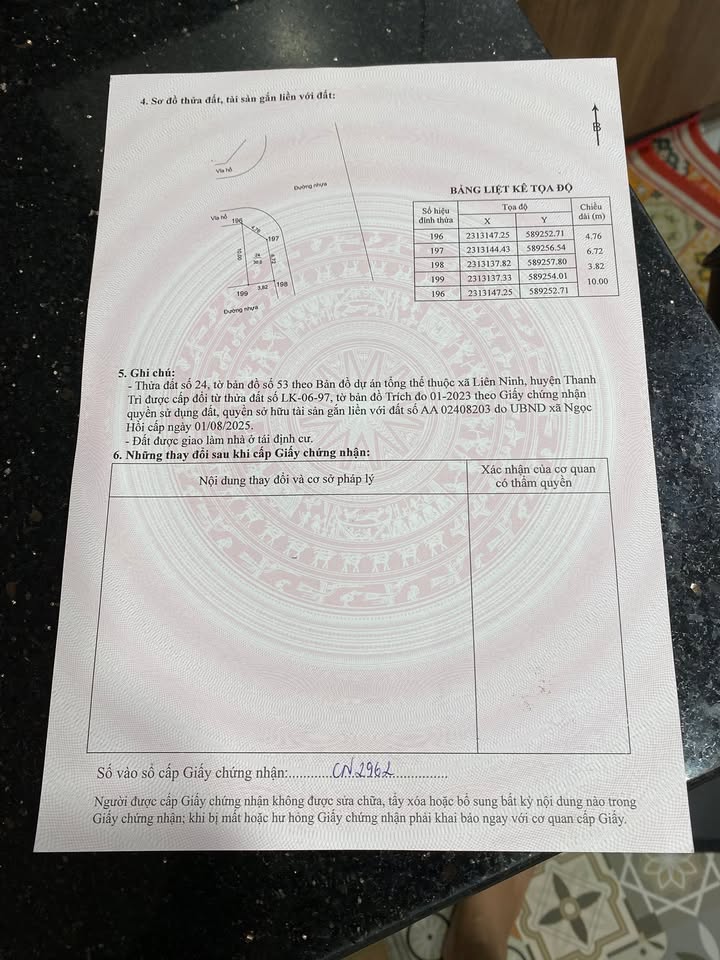 4. Sơ đồ thửa đất, tài sản gắn liền với đất:
B
Vỉa hè
Đường nhựa
Vỉa hè
196
4.76
197
10.00
24
30.0
6.72
199
3.82
198
Đường nhựa
BẢNG LIỆT KÊ TỌA ĐỘ
Số hiệu đỉnh thửa | Tọa độ | Chiều dài (m)
X | Y
196 | 2313147.25 | 589252.71
4.76
197 | 2313144.43 | 589256.54
6.72
198 | 2313137.82 | 589257.80
3.82
199 | 2313137.33 | 589254.01
10.00
196 | 2313147.25 | 589252.71
5. Ghi chú:
- Thửa đất số 24, tờ bản đồ số 53 theo Bản đồ dự án tổng thể thuộc xã Liên Ninh, huyện Thanh
Trì được cấp đổi từ thửa đất số LK-06-97, tờ bản đồ Trích đo 01-2023 theo Giấy chứng nhận
quyền sử dụng đất, quyền sở hữu tài sản gắn liền với đất số AA 02408203 do UBND xã Ngọc
Hồi cấp ngày 01/08/2025.
- Đất được giao làm nhà ở tái định cư.
6. Những thay đổi sau khi cấp Giấy chứng nhận:
Nội dung thay đổi và cơ sở pháp lý | Xác nhận của cơ quan có thẩm quyền
Số vào sổ cấp Giấy chứng nhận:............CN2962..............
Người được cấp Giấy chứng nhận không được sửa chữa, tẩy xóa hoặc bổ sung bất kỳ nội dung nào trong
Giấy chứng nhận; khi bị mất hoặc hư hỏng Giấy chứng nhận phải khai báo ngay với cơ quan cấp Giấy.